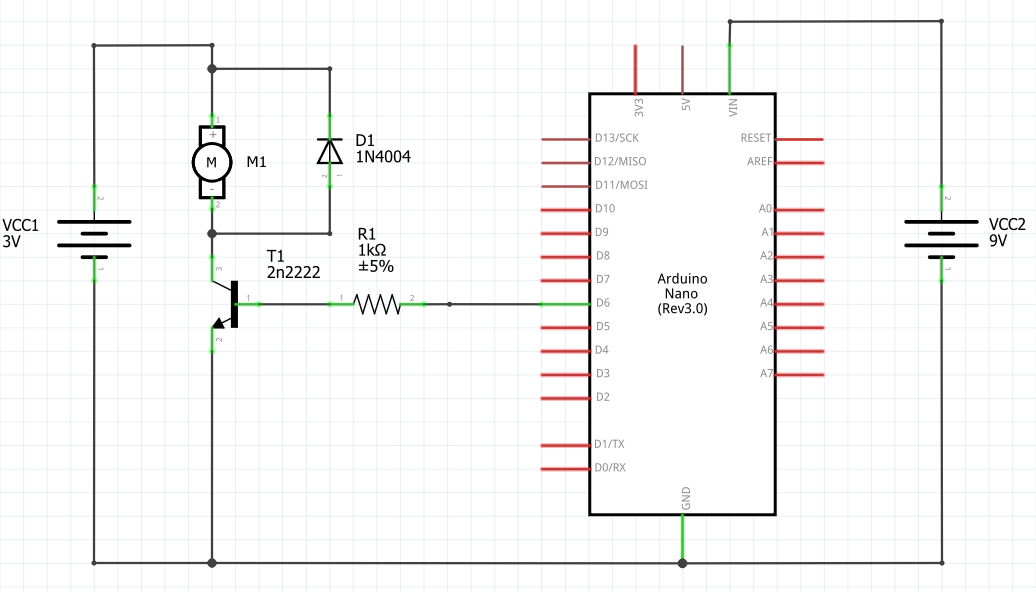 VCC1
3V
2
1
1
+
M
M1
-
2
D1
1N4004
2
1
T1
2n2222
3
1
2
R1
1kΩ
±5%
1
2
3V3
5V
VIN
D13/SCK
D12/MISO
D11/MOSI
D10
D9
D8
D7
D6
D5
D4
D3
D2
D1/TX
D0/RX
Arduino
Nano
(Rev3.0)
RESET
AREF
A0
A1
A2
A3
A4
A5
A6
A7
GND
VCC2
9V
2
1